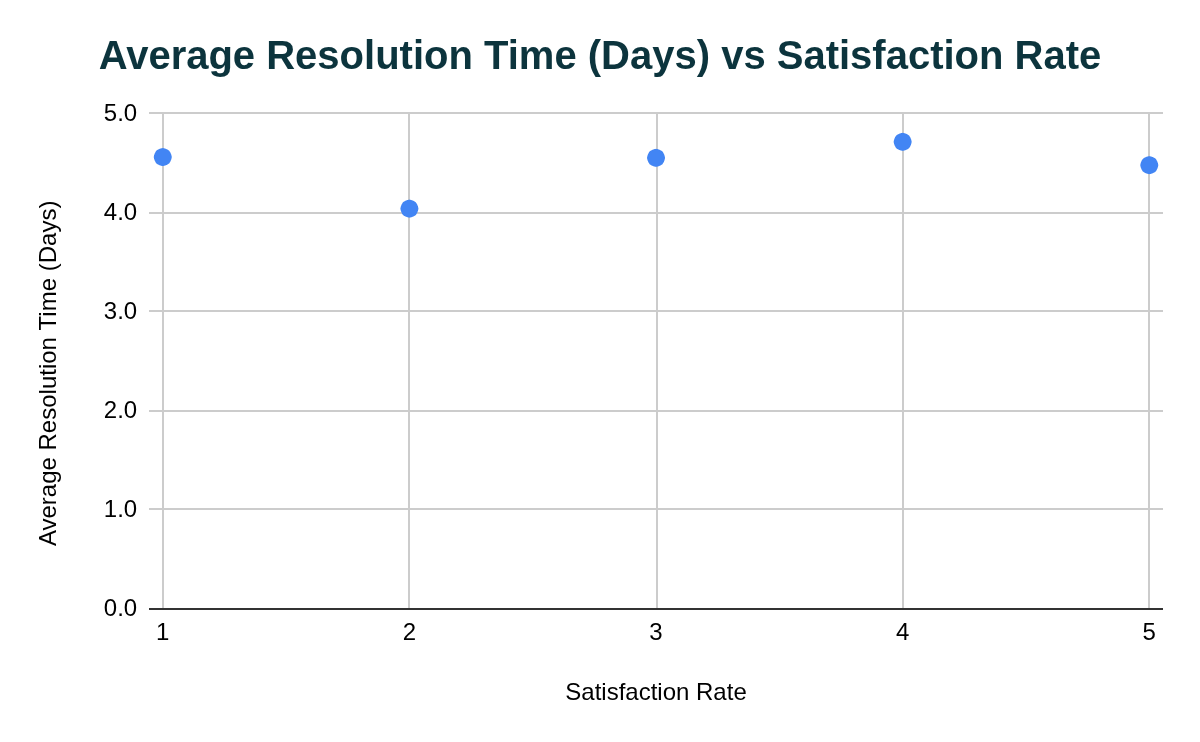 Average Resolution Time (Days) vs Satisfaction Rate
Average Resolution Time (Days)
5.0
4.0
3.0
2.0
1.0
0.0
1 2 3 4 5
Satisfaction Rate